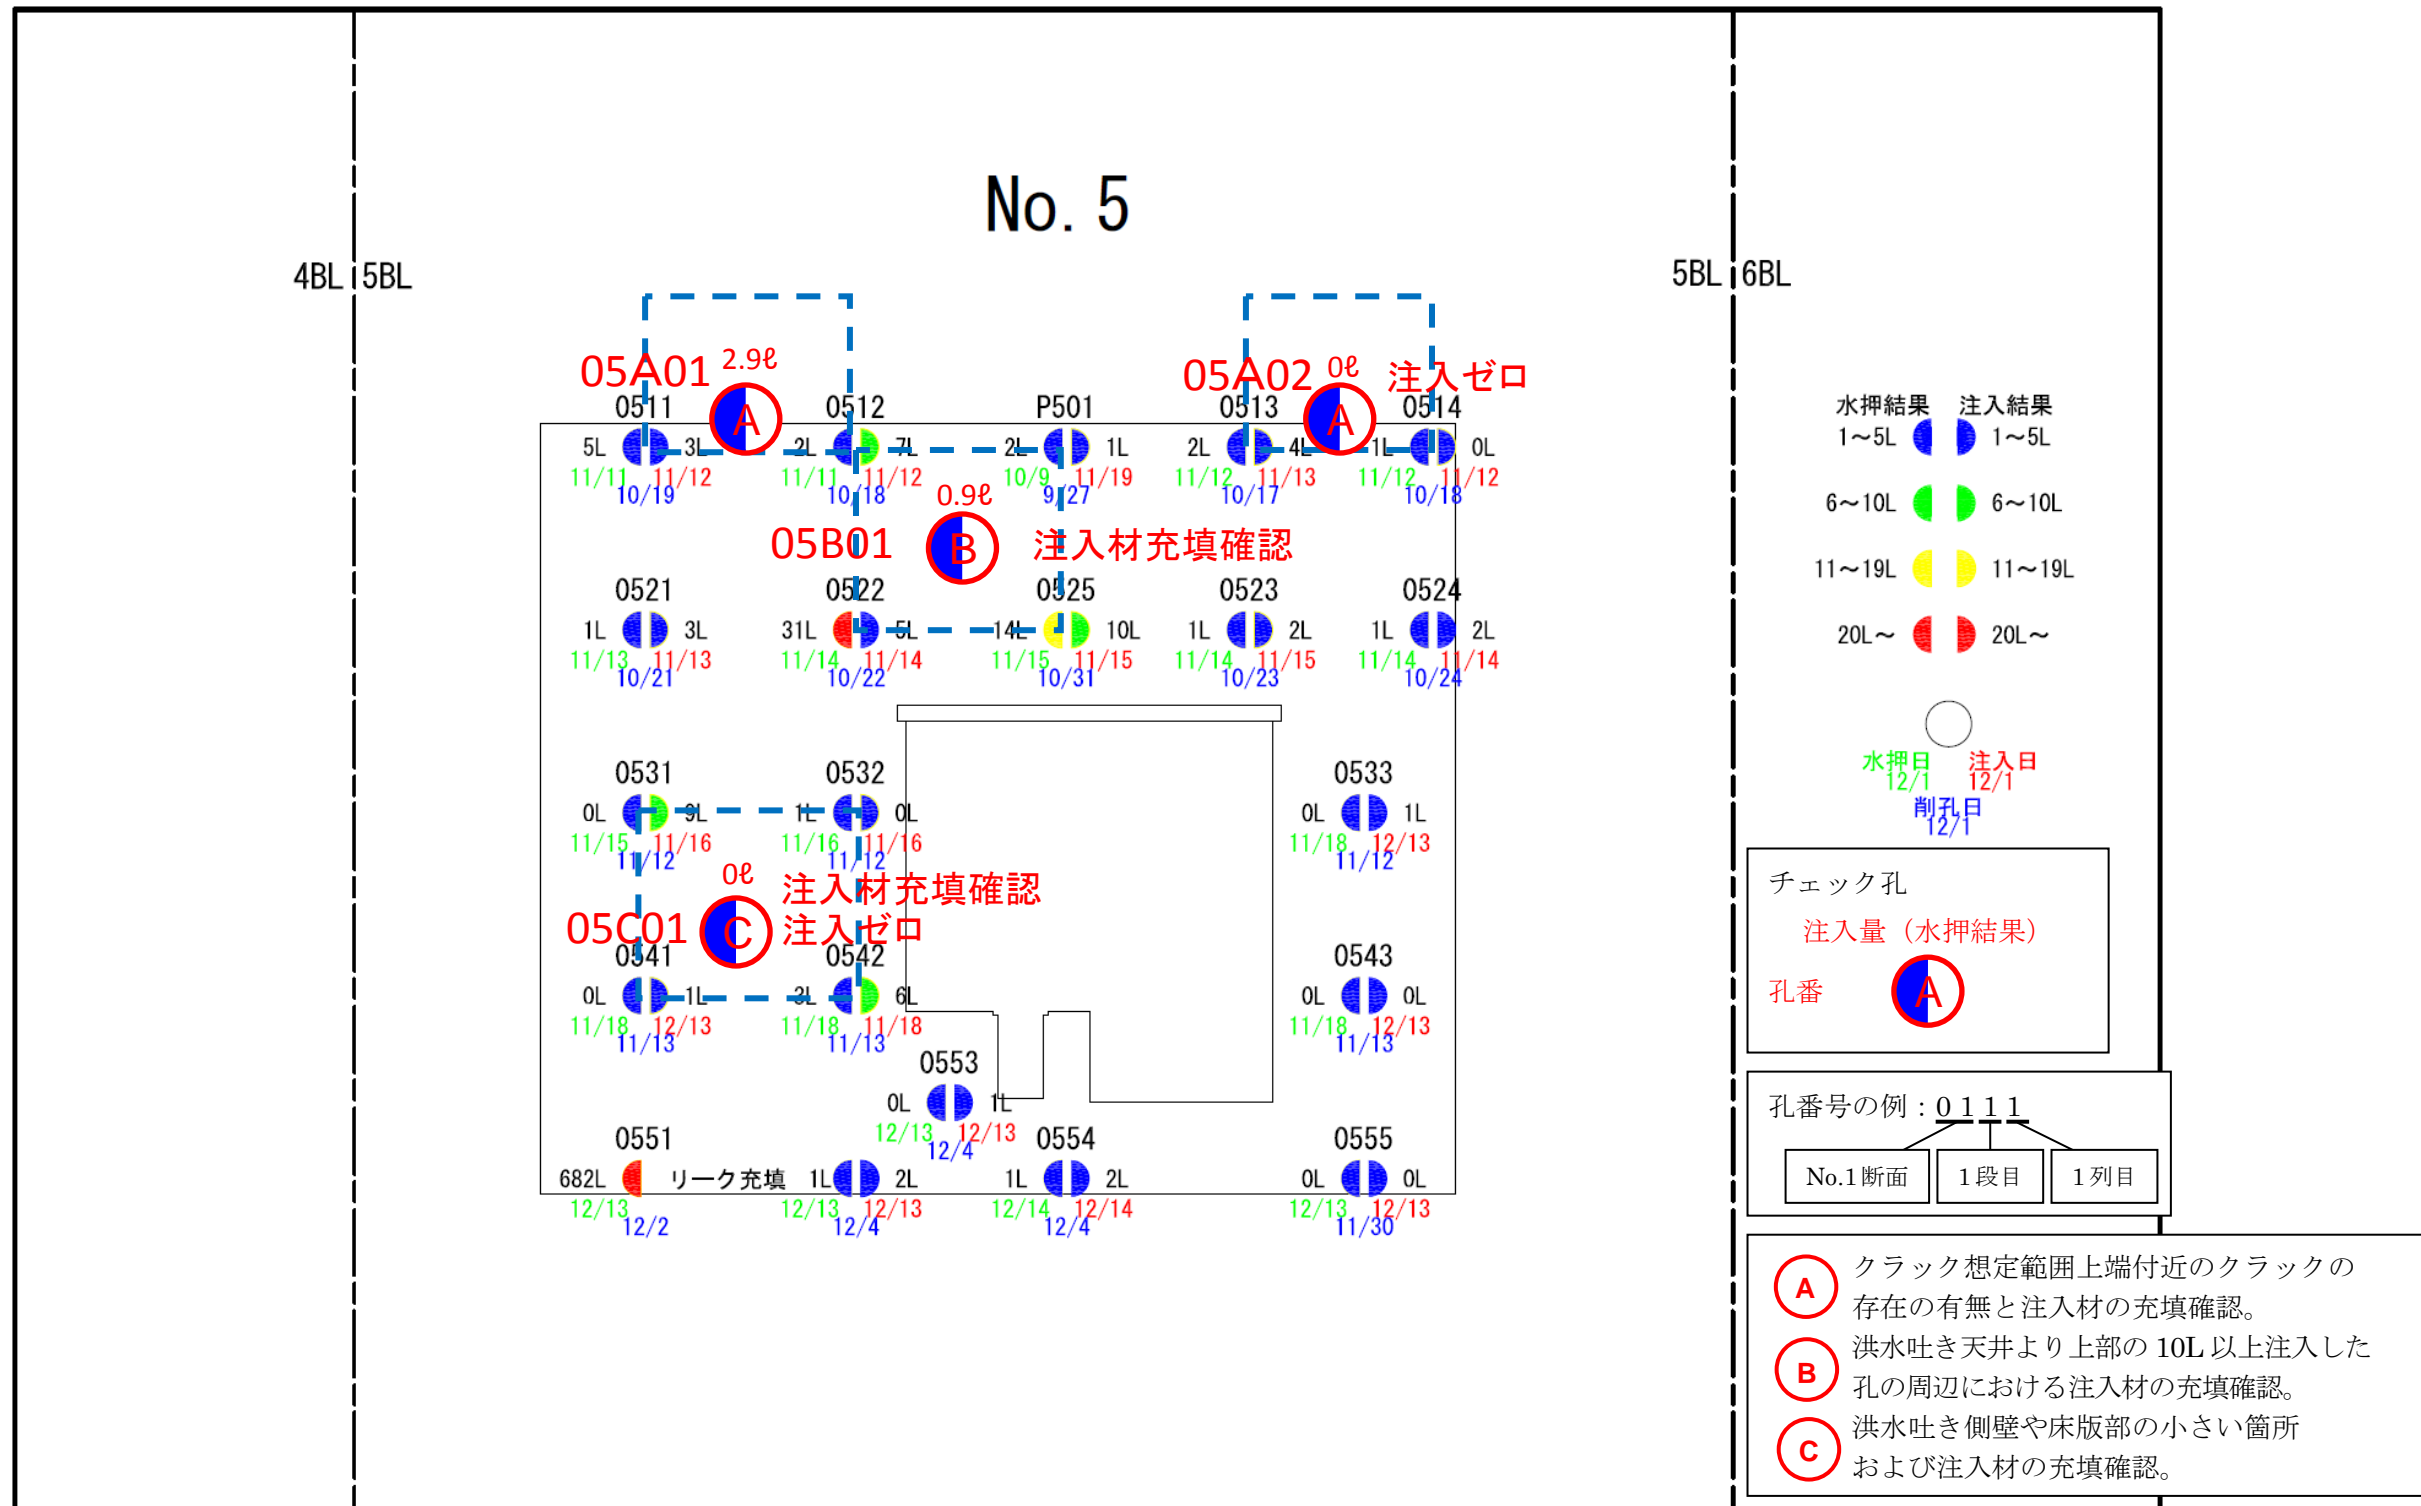 No. 5
4BL 5BL
5BL 6BL
05A01 2.9ℓ
05A02 0ℓ 注入ゼロ
0511 0512 P501 0513 0514
5L 3L 2L 7L 2L 1L 2L 4L 1L 0L
11/11 11/12 11/11 11/12 10/9 11/19 11/12 11/13 11/12 11/12
10/19 10/18 9/27 10/17 10/18
A A
0.9ℓ
05B01 B 注入材充填確認
0521 0522 0525 0523 0524
1L 3L 31L 5L 14L 10L 1L 2L 1L 2L
11/13 11/13 11/14 11/14 11/15 11/15 11/14 11/15 11/14 11/14
10/21 10/22 10/31 10/23 10/24
0531 0532 0533
0L 9L 1L 0L 0L 1L
11/15 11/16 11/16 11/16 11/18 12/13
11/12 11/12 11/12
0ℓ 注入材充填確認
05C01 C 注入ゼロ
0541 0542 0543
0L 1L 3L 6L 0L 0L
11/18 12/13 11/18 11/18 11/18 12/13
11/13 11/13 11/13
0553
0L 1L
12/13 12/13
12/4
0551 0554 0555
682L リーク充填 1L 2L 1L 2L 0L 0L
12/13 12/13 12/13 12/14 12/14 12/13 12/13
12/2 12/4 12/4 11/30
水押結果 注入結果
1～5L 1～5L
6～10L 6～10L
11～19L 11～19L
20L～ 20L～
水押日 注入日
12/1 12/1
削孔日
12/1
チェック孔
注入量（水押結果）
孔番 A
孔番号の例：0 1 1 1
No.1断面 1段目 1列目
A クラック想定範囲上端付近のクラックの
存在の有無と注入材の充填確認。
B 洪水吐き天井より上部の 10L 以上注入した
孔の周辺における注入材の充填確認。
C 洪水吐き側壁や床版部の小さい箇所
および注入材の充填確認。